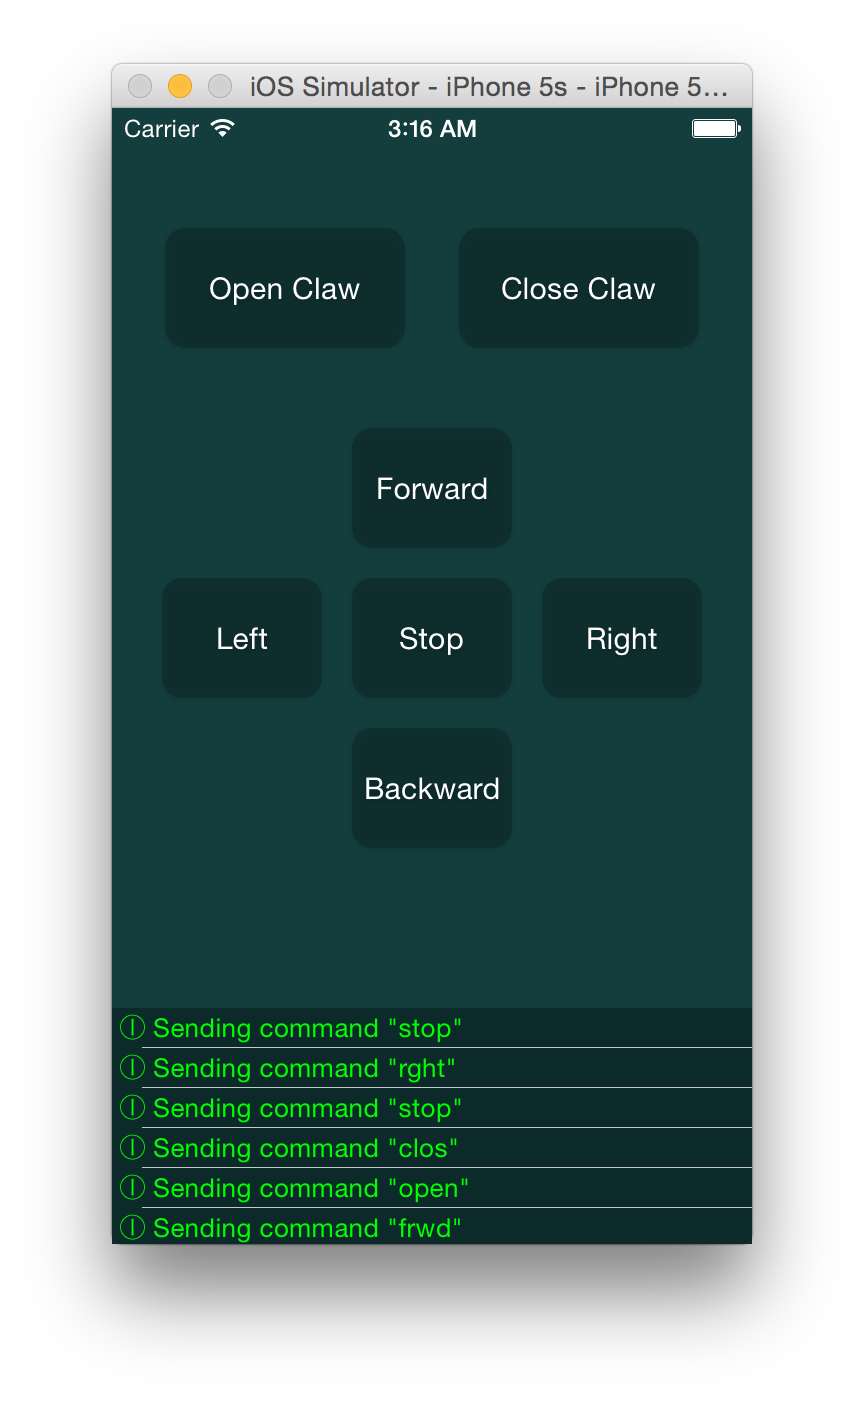 iOS Simulator - iPhone 5s - iPhone 5...
Carrier 3:16 AM
Open Claw Close Claw
Forward
Left Stop Right
Backward
Ⓘ Sending command "stop"
Ⓘ Sending command "rght"
Ⓘ Sending command "stop"
Ⓘ Sending command "clos"
Ⓘ Sending command "open"
Ⓘ Sending command "frwd"